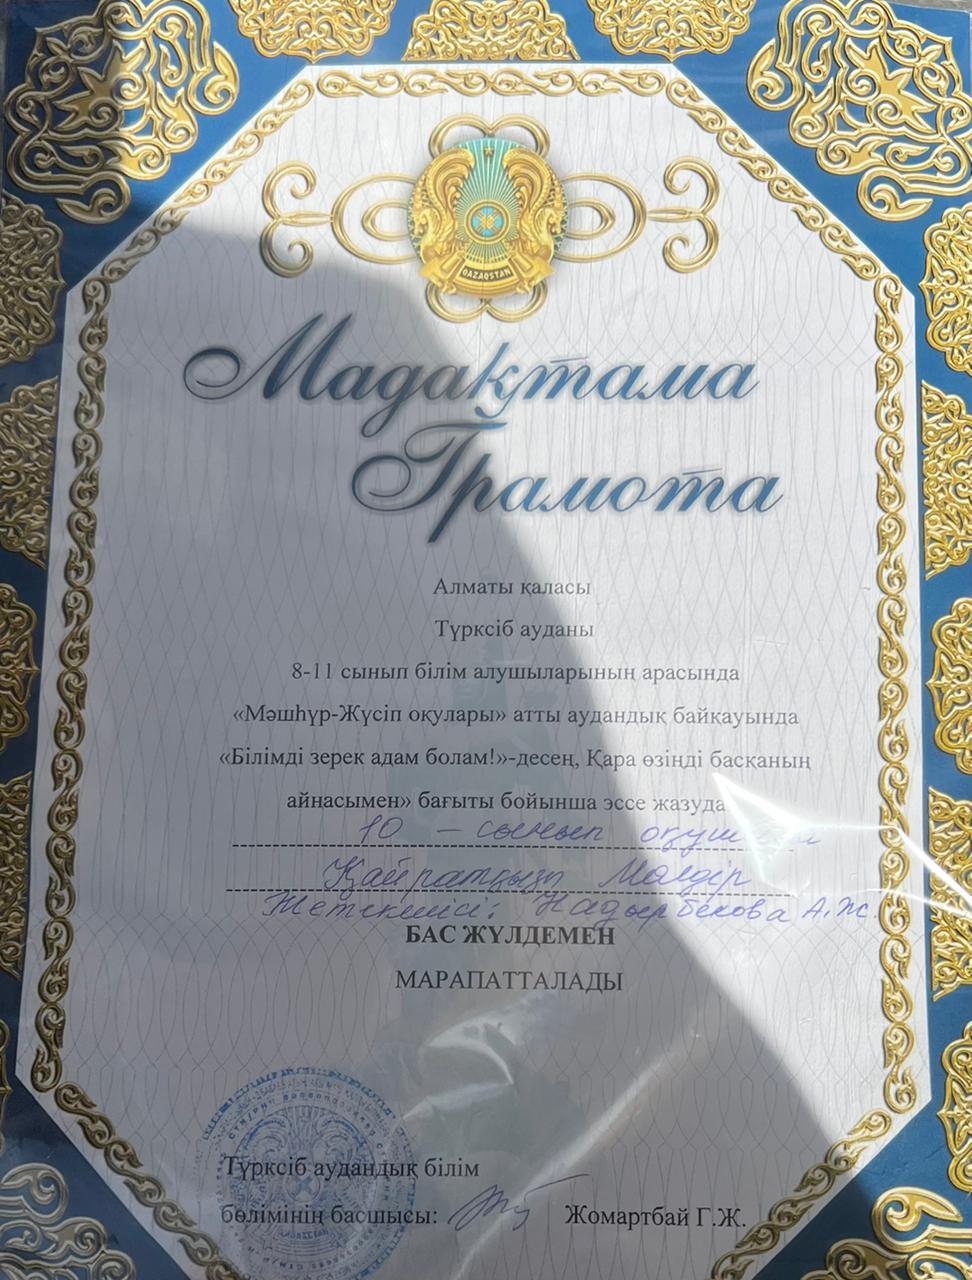 QAZAQSTAN
Мадақтама
Грамота
Алматы қаласы
Түрксіб ауданы
8-11 сынып білім алушыларының арасында
«Мәшһүр-Жүсіп оқулары» атты аудандық байқауында
«Білімді зерек адам болам!»-десең, Қара өзіңді басқаның
айнасымен» бағыты бойынша эссе жазуда
10 – сынып
Қайратқызы Мөлдір
Жетекшісі: Надырбекова А.Ж.
БАС ЖҮЛДЕМЕН
МАРАПАТТАЛАДЫ
Түрксіб аудандық білім
бөлімінің басшысы: Жомартбай Г.Ж.